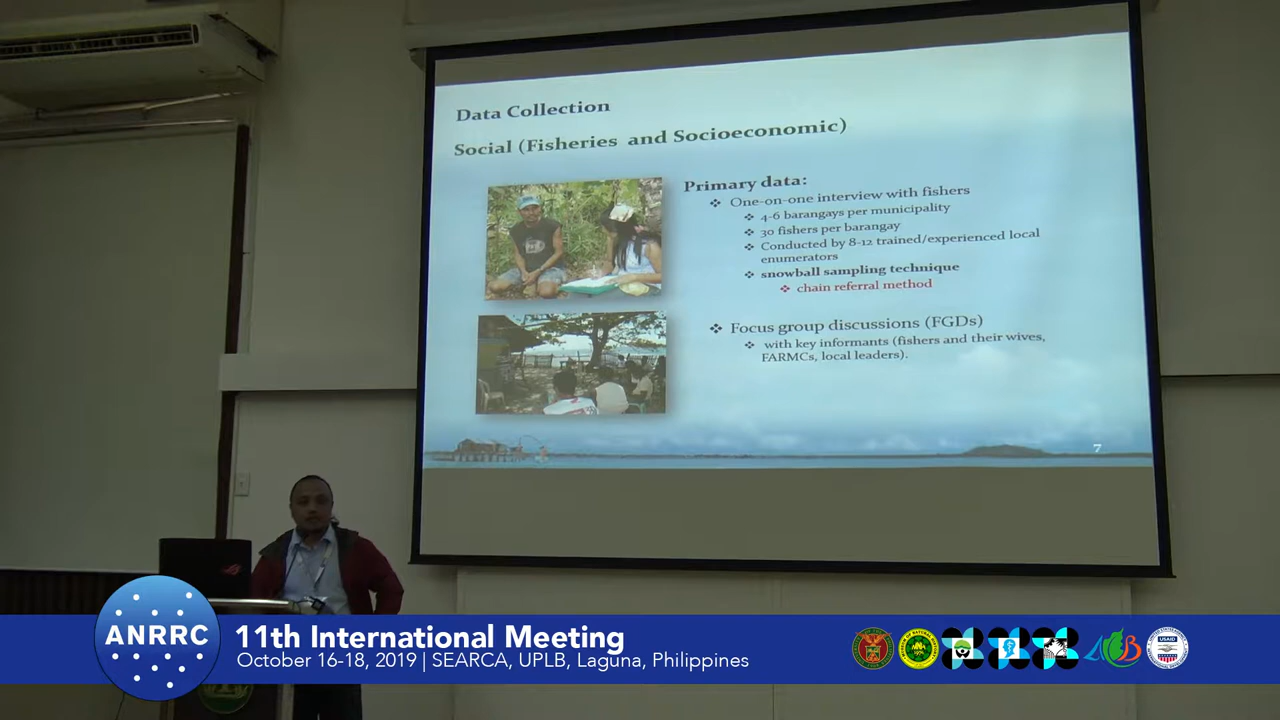 Data Collection
Social (Fisheries and Socioeconomic)
Primary data:
One-on-one interview with fishers
4-6 barangays per municipality
30 fishers per barangay
Conducted by 8-12 trained/experienced local
enumerators
snowball sampling technique
chain referral method
Focus group discussions (FGDs)
with key informants (fishers and their wives,
FARMCs, local leaders).
7
ANRRC
11th International Meeting
October 16-18, 2019 | SEARCA, UPLB, Laguna, Philippines
USAID